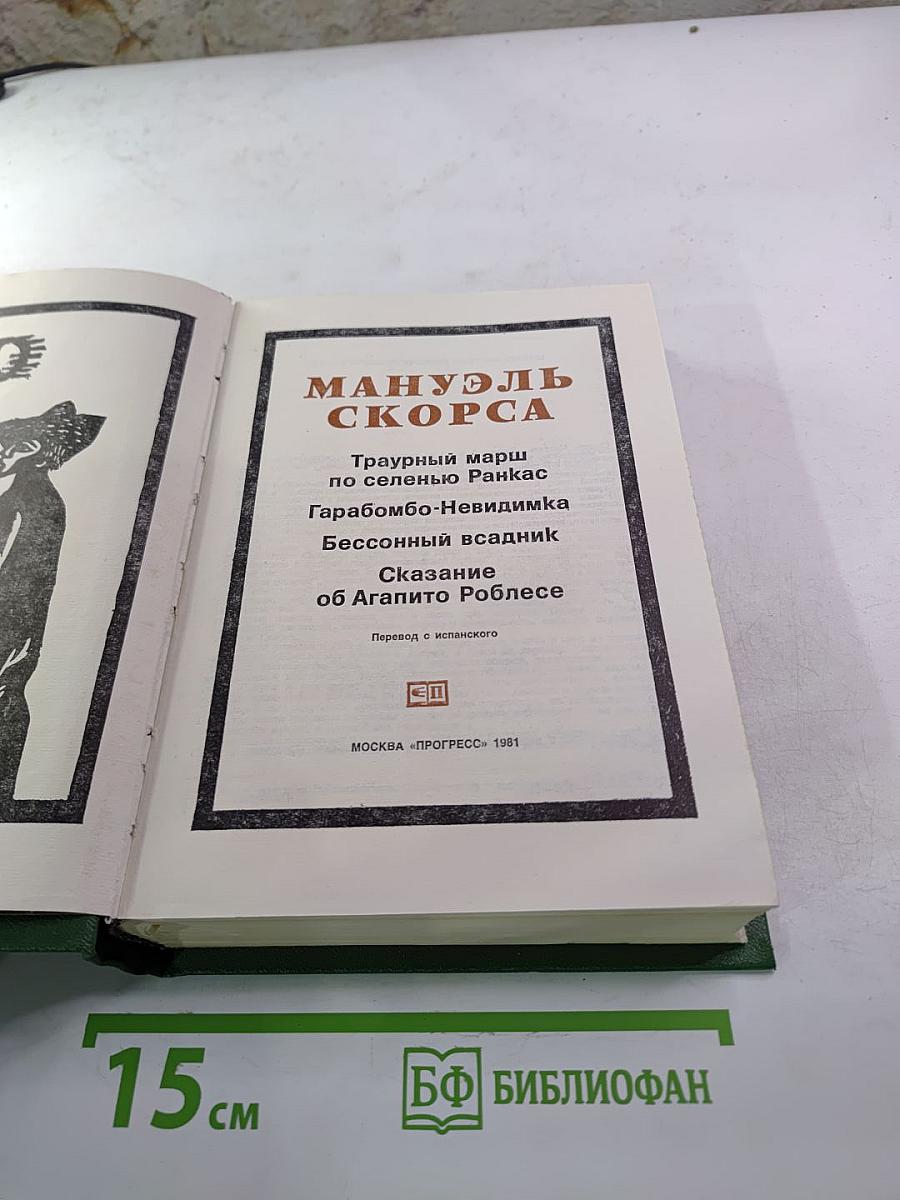 МАНУЭЛЬ
СКОРСА
Траурный марш
по селенью Ранкас
Гарабомбо-Невидимка
Бессонный всадник
Сказание
об Агапито Роблесе
Перевод с испанского
П
МОСКВА «ПРОГРЕСС» 1981
15 см
БФ БИБЛИОФАН